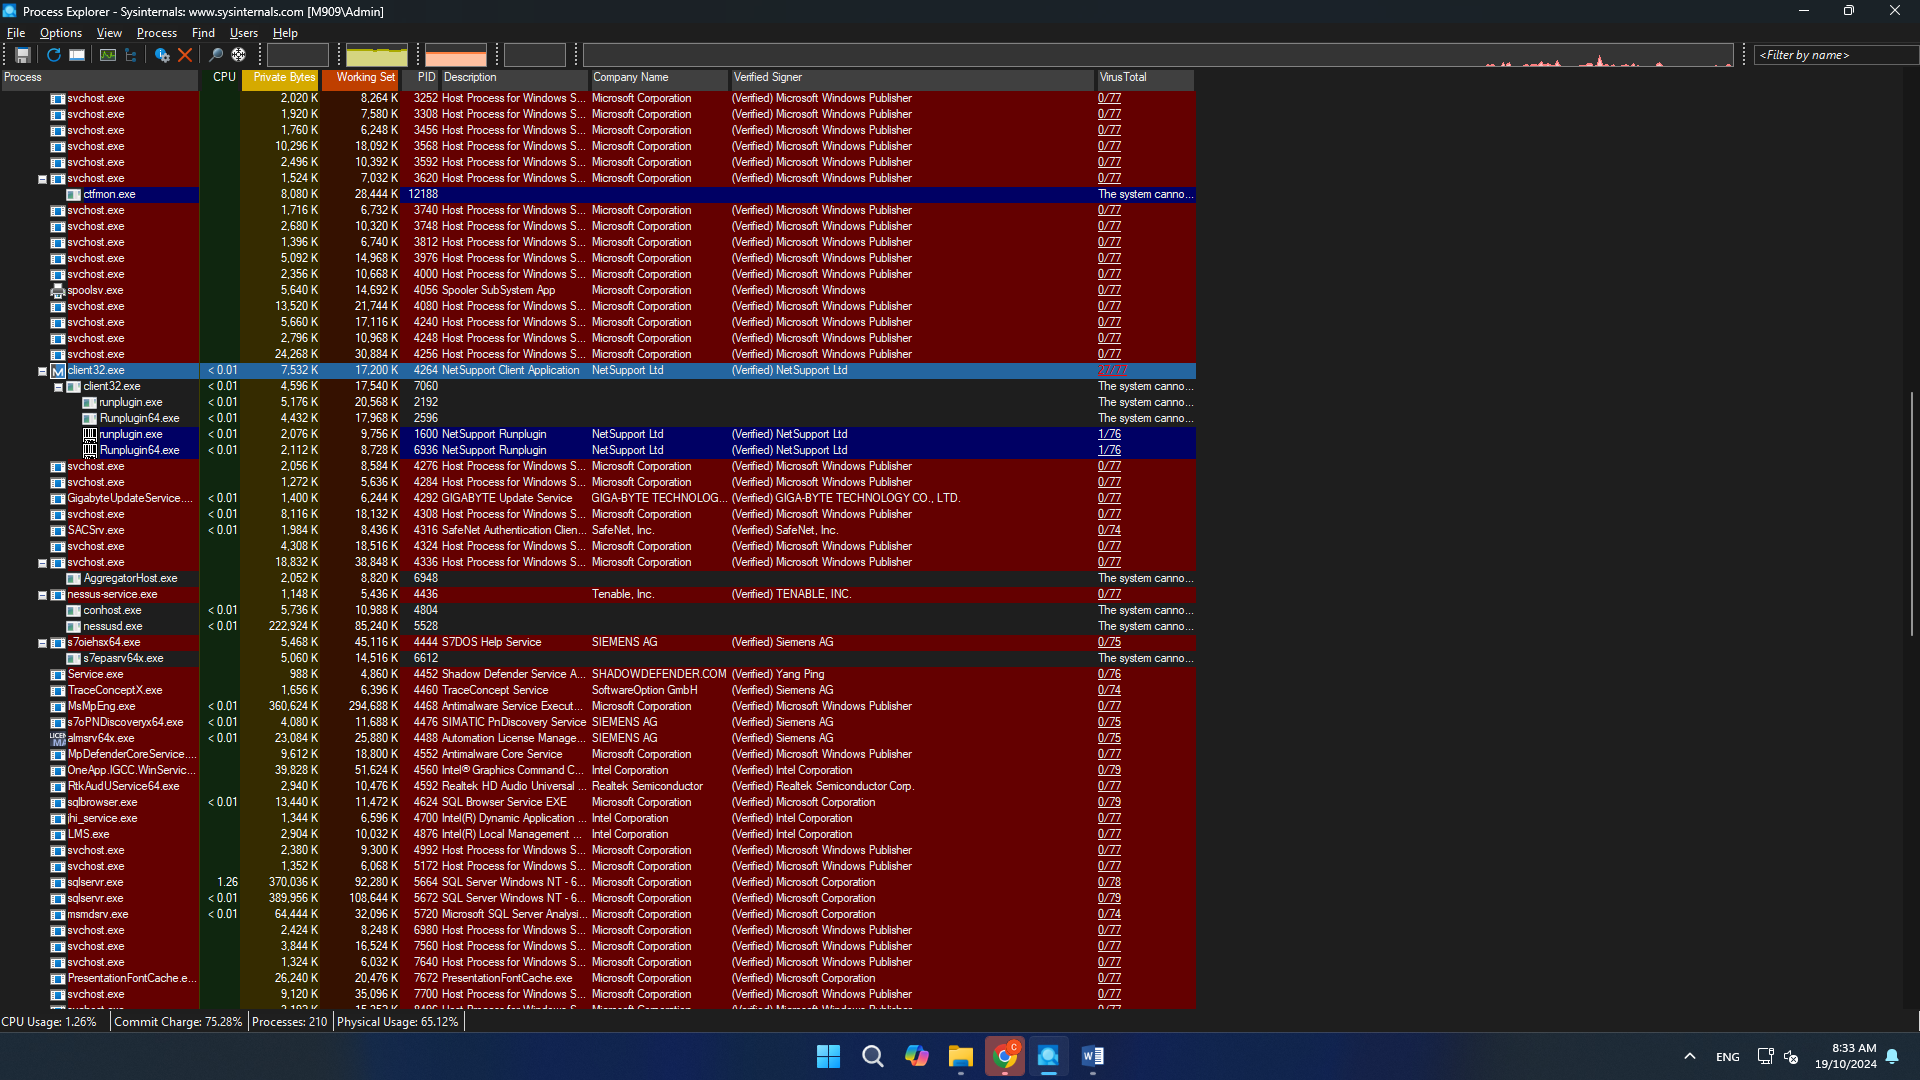 Process Explorer - Sysinternals: www.sysinternals.com [M909\Admin]
File Options View Process Find Users Help
<Filter by name>
Process CPU Private Bytes Working Set PID Description Company Name Verified Signer VirusTotal
svchost.exe 2,020 K 8,264 K 3252 Host Process for Windows S... Microsoft Corporation (Verified) Microsoft Windows Publisher 0/77
svchost.exe 1,920 K 7,580 K 3308 Host Process for Windows S... Microsoft Corporation (Verified) Microsoft Windows Publisher 0/77
svchost.exe 1,760 K 6,248 K 3456 Host Process for Windows S... Microsoft Corporation (Verified) Microsoft Windows Publisher 0/77
svchost.exe 10,296 K 18,092 K 3568 Host Process for Windows S... Microsoft Corporation (Verified) Microsoft Windows Publisher 0/77
svchost.exe 2,496 K 10,392 K 3592 Host Process for Windows S... Microsoft Corporation (Verified) Microsoft Windows Publisher 0/77
svchost.exe 1,524 K 7,032 K 3620 Host Process for Windows S... Microsoft Corporation (Verified) Microsoft Windows Publisher 0/77
ctfmon.exe 8,080 K 28,444 K 12188 The system canno...
svchost.exe 1,716 K 6,732 K 3740 Host Process for Windows S... Microsoft Corporation (Verified) Microsoft Windows Publisher 0/77
svchost.exe 2,680 K 10,320 K 3748 Host Process for Windows S... Microsoft Corporation (Verified) Microsoft Windows Publisher 0/77
svchost.exe 1,396 K 6,740 K 3812 Host Process for Windows S... Microsoft Corporation (Verified) Microsoft Windows Publisher 0/77
svchost.exe 5,092 K 14,968 K 3976 Host Process for Windows S... Microsoft Corporation (Verified) Microsoft Windows Publisher 0/77
svchost.exe 2,356 K 10,668 K 4000 Host Process for Windows S... Microsoft Corporation (Verified) Microsoft Windows Publisher 0/77
spoolsv.exe 5,640 K 14,692 K 4056 Spooler SubSystem App Microsoft Corporation (Verified) Microsoft Windows 0/77
svchost.exe 13,520 K 21,744 K 4080 Host Process for Windows S... Microsoft Corporation (Verified) Microsoft Windows Publisher 0/77
svchost.exe 5,660 K 17,116 K 4240 Host Process for Windows S... Microsoft Corporation (Verified) Microsoft Windows Publisher 0/77
svchost.exe 2,796 K 10,968 K 4248 Host Process for Windows S... Microsoft Corporation (Verified) Microsoft Windows Publisher 0/77
svchost.exe 24,268 K 30,884 K 4256 Host Process for Windows S... Microsoft Corporation (Verified) Microsoft Windows Publisher 0/77
client32.exe < 0.01 7,532 K 17,200 K 4264 NetSupport Client Application NetSupport Ltd (Verified) NetSupport Ltd
client32.exe < 0.01 4,596 K 17,540 K 7060 The system canno...
runplugin.exe < 0.01 5,176 K 20,568 K 2192 The system canno...
Runplugin64.exe < 0.01 4,432 K 17,968 K 2596 The system canno...
runplugin.exe < 0.01 2,076 K 9,756 K 1600 NetSupport Runplugin NetSupport Ltd (Verified) NetSupport Ltd 1/76
Runplugin64.exe < 0.01 2,112 K 8,728 K 6936 NetSupport Runplugin NetSupport Ltd (Verified) NetSupport Ltd 1/76
svchost.exe 2,056 K 8,584 K 4276 Host Process for Windows S... Microsoft Corporation (Verified) Microsoft Windows Publisher 0/77
svchost.exe 1,272 K 5,636 K 4284 Host Process for Windows S... Microsoft Corporation (Verified) Microsoft Windows Publisher 0/77
GigabyteUpdateService.... < 0.01 1,400 K 6,244 K 4292 GIGABYTE Update Service GIGA-BYTE TECHNOLOG... (Verified) GIGA-BYTE TECHNOLOGY CO., LTD. 0/77
svchost.exe 8,116 K 18,132 K 4308 Host Process for Windows S... Microsoft Corporation (Verified) Microsoft Windows Publisher 0/77
SACSrv.exe < 0.01 1,984 K 8,436 K 4316 SafeNet Authentication Clien... SafeNet, Inc. (Verified) SafeNet, Inc. 0/74
svchost.exe 4,308 K 18,516 K 4324 Host Process for Windows S... Microsoft Corporation (Verified) Microsoft Windows Publisher 0/77
svchost.exe 18,832 K 38,848 K 4336 Host Process for Windows S... Microsoft Corporation (Verified) Microsoft Windows Publisher 0/77
AggregatorHost.exe 2,052 K 8,820 K 6948 The system canno...
nessus-service.exe 1,148 K 5,436 K 4436 Tenable, Inc. (Verified) TENABLE, INC. 0/77
conhost.exe < 0.01 5,736 K 10,988 K 4804 The system canno...
nessusd.exe < 0.01 222,924 K 85,240 K 5528 The system canno...
s7oiehsx64.exe 5,468 K 45,116 K 4444 S7DOS Help Service SIEMENS AG (Verified) Siemens AG 0/75
s7epasrv64x.exe 5,060 K 14,516 K 6612 The system canno...
Service.exe 988 K 4,860 K 4452 Shadow Defender Service A... SHADOWDEFENDER.COM (Verified) Yang Ping 0/76
TraceConceptX.exe 1,656 K 6,396 K 4460 TraceConcept Service SoftwareOption GmbH (Verified) Siemens AG 0/74
MsMpEng.exe < 0.01 360,624 K 294,688 K 4468 Antimalware Service Execut... Microsoft Corporation (Verified) Microsoft Windows Publisher 0/77
s7oPNDiscoveryx64.exe < 0.01 4,080 K 11,688 K 4476 SIMATIC PnDiscovery Service SIEMENS AG (Verified) Siemens AG 0/75
almsrv64x.exe < 0.01 23,084 K 25,880 K 4488 Automation License Manage... SIEMENS AG (Verified) Siemens AG 0/75
MpDefenderCoreService.... 9,612 K 18,800 K 4552 Antimalware Core Service Microsoft Corporation (Verified) Microsoft Windows Publisher 0/77
OneApp.IGCC.WinServic... 39,828 K 51,624 K 4560 Intel® Graphics Command C... Intel Corporation (Verified) Intel Corporation 0/79
RtkAudUService64.exe 2,940 K 10,476 K 4592 Realtek HD Audio Universal ... Realtek Semiconductor (Verified) Realtek Semiconductor Corp. 0/77
sqlbrowser.exe < 0.01 13,440 K 11,472 K 4624 SQL Browser Service EXE Microsoft Corporation (Verified) Microsoft Corporation 0/79
jhi_service.exe 1,344 K 6,596 K 4700 Intel(R) Dynamic Application ... Intel Corporation (Verified) Intel Corporation 0/77
LMS.exe 2,904 K 10,032 K 4876 Intel(R) Local Management ... Intel Corporation (Verified) Intel Corporation 0/77
svchost.exe 2,380 K 9,300 K 4992 Host Process for Windows S... Microsoft Corporation (Verified) Microsoft Windows Publisher 0/77
svchost.exe 1,352 K 6,068 K 5172 Host Process for Windows S... Microsoft Corporation (Verified) Microsoft Windows Publisher 0/77
sqlservr.exe 1.26 370,036 K 92,280 K 5664 SQL Server Windows NT - 6... Microsoft Corporation (Verified) Microsoft Corporation 0/78
sqlservr.exe < 0.01 389,956 K 108,644 K 5672 SQL Server Windows NT - 6... Microsoft Corporation (Verified) Microsoft Corporation 0/79
msmdsrv.exe < 0.01 64,444 K 32,096 K 5720 Microsoft SQL Server Analysi... Microsoft Corporation (Verified) Microsoft Corporation 0/74
svchost.exe 2,424 K 8,248 K 6980 Host Process for Windows S... Microsoft Corporation (Verified) Microsoft Windows Publisher 0/77
svchost.exe 3,844 K 16,524 K 7560 Host Process for Windows S... Microsoft Corporation (Verified) Microsoft Windows Publisher 0/77
svchost.exe 1,324 K 6,032 K 7640 Host Process for Windows S... Microsoft Corporation (Verified) Microsoft Windows Publisher 0/77
PresentationFontCache.e... 26,240 K 20,476 K 7672 PresentationFontCache.exe Microsoft Corporation (Verified) Microsoft Corporation 0/77
svchost.exe 9,120 K 35,096 K 7700 Host Process for Windows S... Microsoft Corporation (Verified) Microsoft Windows Publisher 0/77
CPU Usage: 1.26% Commit Charge: 75.28% Processes: 210 Physical Usage: 65.12%
ENG 8:33 AM
19/10/2024